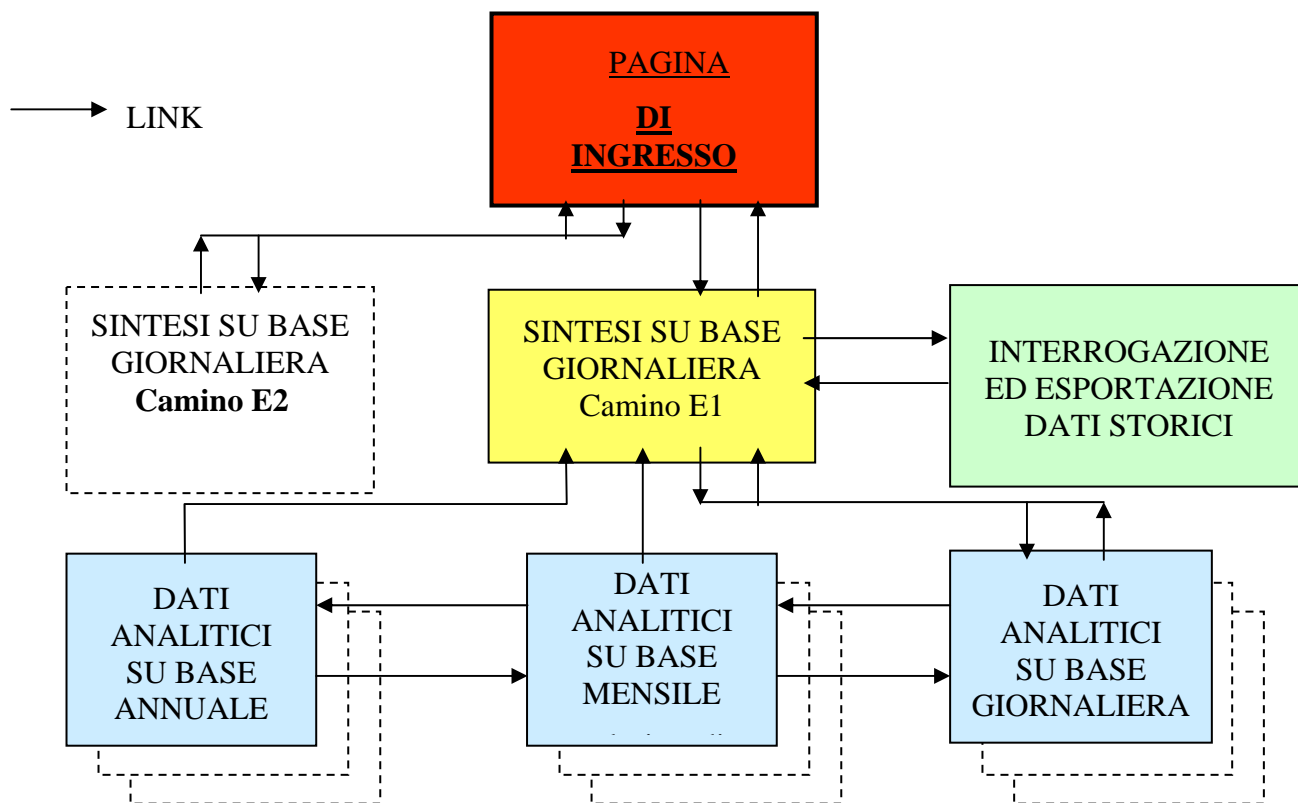 PAGINA
DI
INGRESSO
LINK
SINTESI SU BASE
GIORNALIERA
Camino E2
SINTESI SU BASE
GIORNALIERA
Camino E1
INTERROGAZIONE
ED ESPORTAZIONE
DATI STORICI
DATI
ANALITICI
SU BASE
ANNUALE
DATI
ANALITICI
SU BASE
MENSILE
DATI
ANALITICI
SU BASE
GIORNALIERA